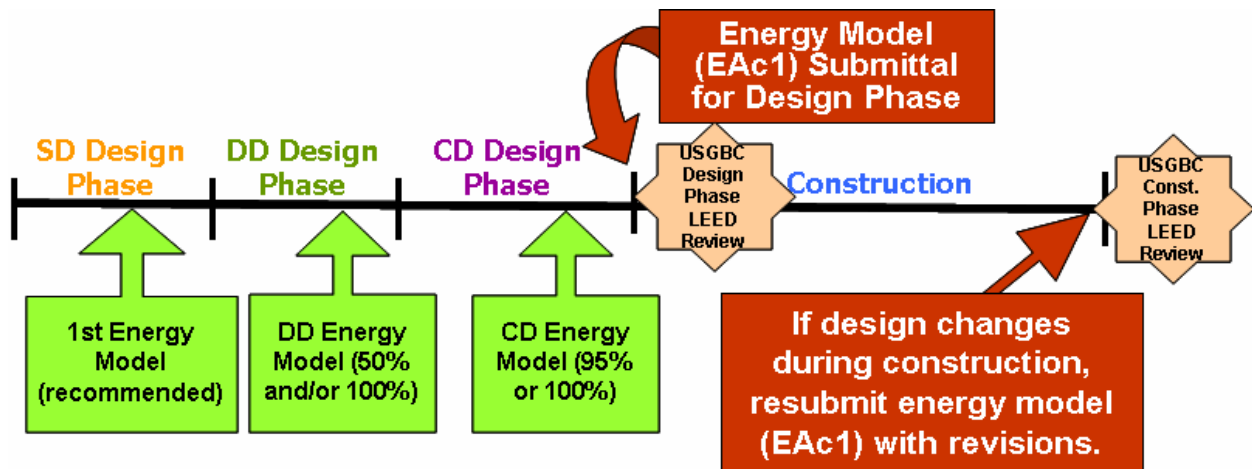 Energy Model
(EAc1) Submittal
for Design Phase
SD Design
Phase
DD Design
Phase
CD Design
Phase
USGBC
Design
Phase
LEED
Review
Construction
USGBC
Const.
Phase
LEED
Review
1st Energy
Model
(recommended)
DD Energy
Model (50%
and/or 100%)
CD Energy
Model (95%
or 100%)
If design changes
during construction,
resubmit energy model
(EAc1) with revisions.